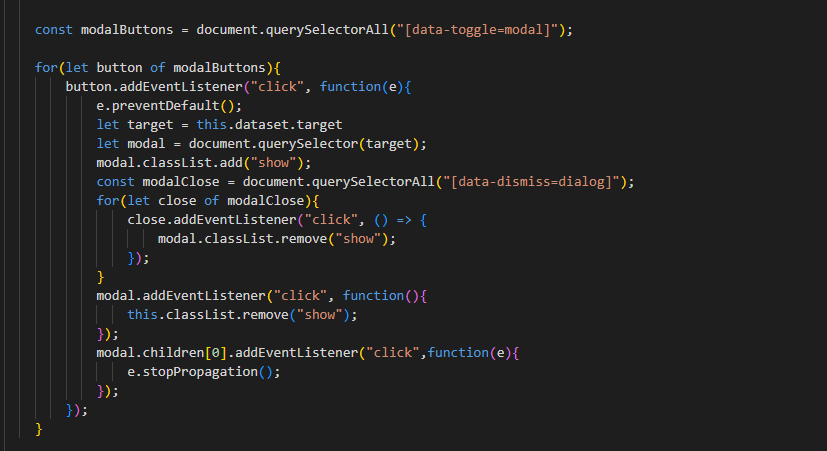 const modalButtons = document.querySelectorAll("[data-toggle=modal]");
for(let button of modalButtons){
button.addEventListener("click", function(e){
e.preventDefault();
let target = this.dataset.target
let modal = document.querySelector(target);
modal.classList.add("show");
const modalClose = document.querySelectorAll("[data-dismiss=dialog]");
for(let close of modalClose){
close.addEventListener("click", () => {
modal.classList.remove("show");
});
}
modal.addEventListener("click", function(){
this.classList.remove("show");
});
modal.children[0].addEventListener("click",function(e){
e.stopPropagation();
});
});
}